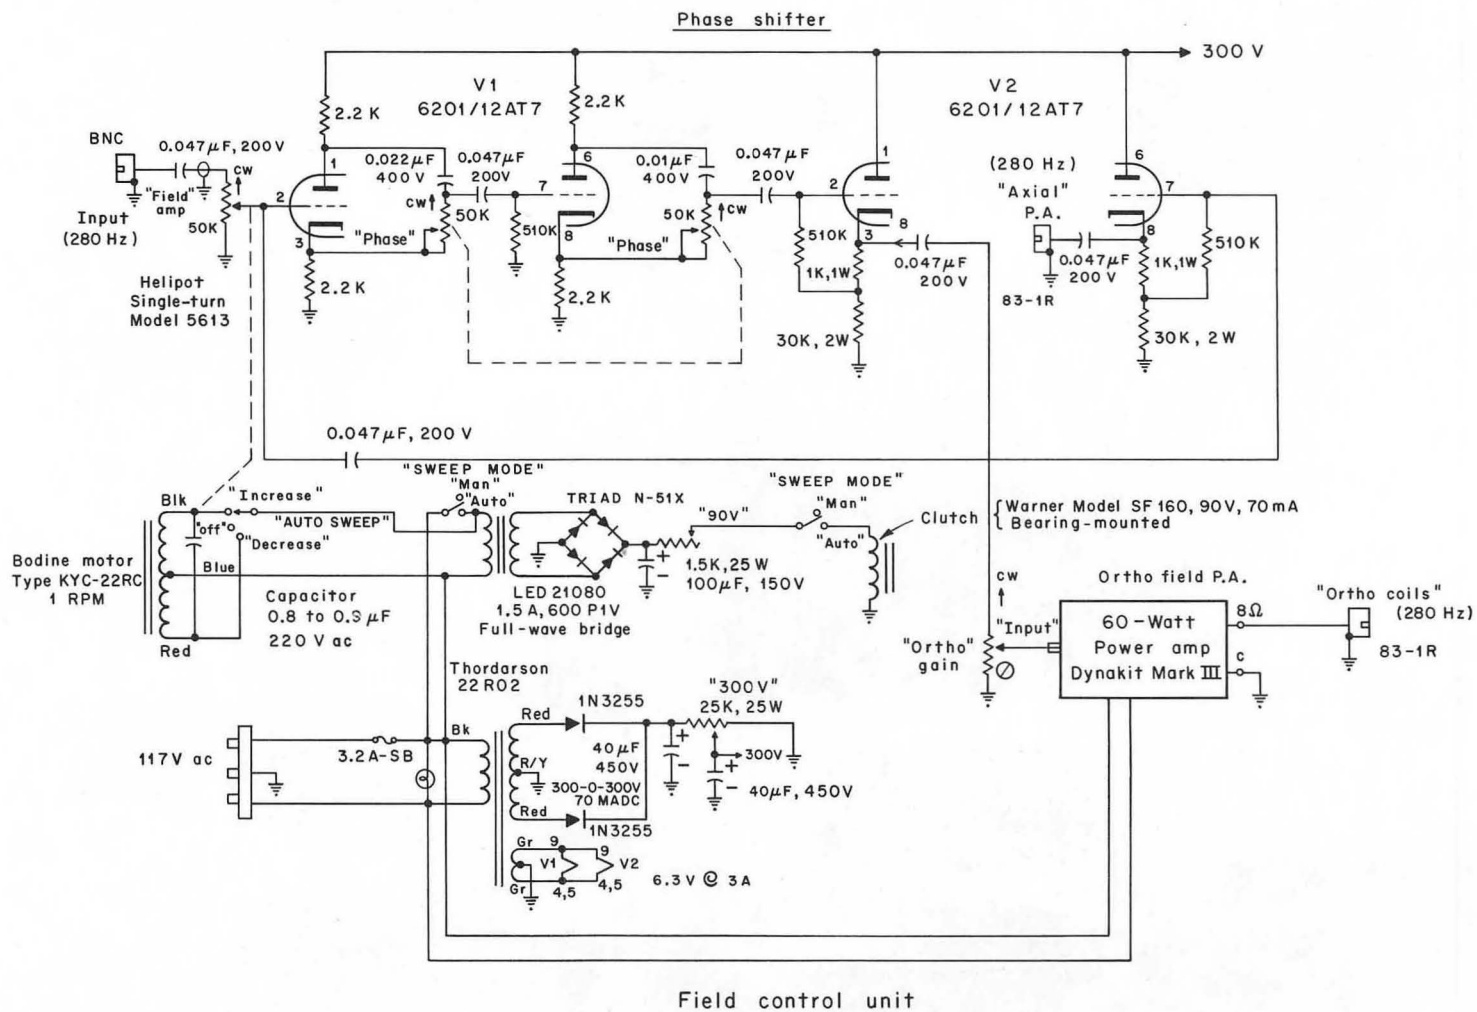 Phase shifter
300 V
V1
6201/12AT7
V2
6201/12AT7
2.2 K
2.2 K
BNC
0.047μF, 200V
CW
"Field"
amp
50K
Input
(280 Hz)
Helipot
Single-turn
Model 5613
1
2
3
2.2 K
0.022μF
400 V
0.047μF
200V
CW
50K
"Phase"
510K
6
7
8
2.2 K
0.01μF
400V
0.047μF
200V
50K
CW
"Phase"
1
2
3
8
510K
1K, 1W
30K, 2W
0.047μF
200V
(280 Hz)
"Axial"
P.A.
83-1R
0.047μF
200V
6
7
8
1K, 1W
510K
30K, 2W
0.047μF, 200 V
Blk
"Increase"
"off"
"Decrease"
"AUTO SWEEP"
Blue
Red
Bodine motor
Type KYC-22RC
1 RPM
Capacitor
0.8 to 0.9 μF
220 V ac
"SWEEP MODE"
"Man"
"Auto"
TRIAD N-51X
LED 21080
1.5 A, 600 P1V
Full-wave bridge
+
-
"90V"
1.5K, 25 W
100μF, 150V
"SWEEP MODE"
"Man"
"Auto"
Clutch
Warner Model SF 160, 90V, 70 mA
Bearing-mounted
CW
"Ortho"
gain
"Input"
Ortho field P.A.
60-Watt
Power amp
Dynakit Mark III
8Ω
C
"Ortho coils"
(280 Hz)
83-1R
117V ac
3.2A-SB
Bk
Thordarson
22 R02
Red
R/Y
300-0-300V
70 MADC
Red
1N3255
1N3255
40μF
450V
+
-
"300V"
25K, 25W
300V
+
-
40μF, 450V
Gr
Gr
9
V1
4,5
9
V2
4,5
6.3 V @ 3A
Field control unit